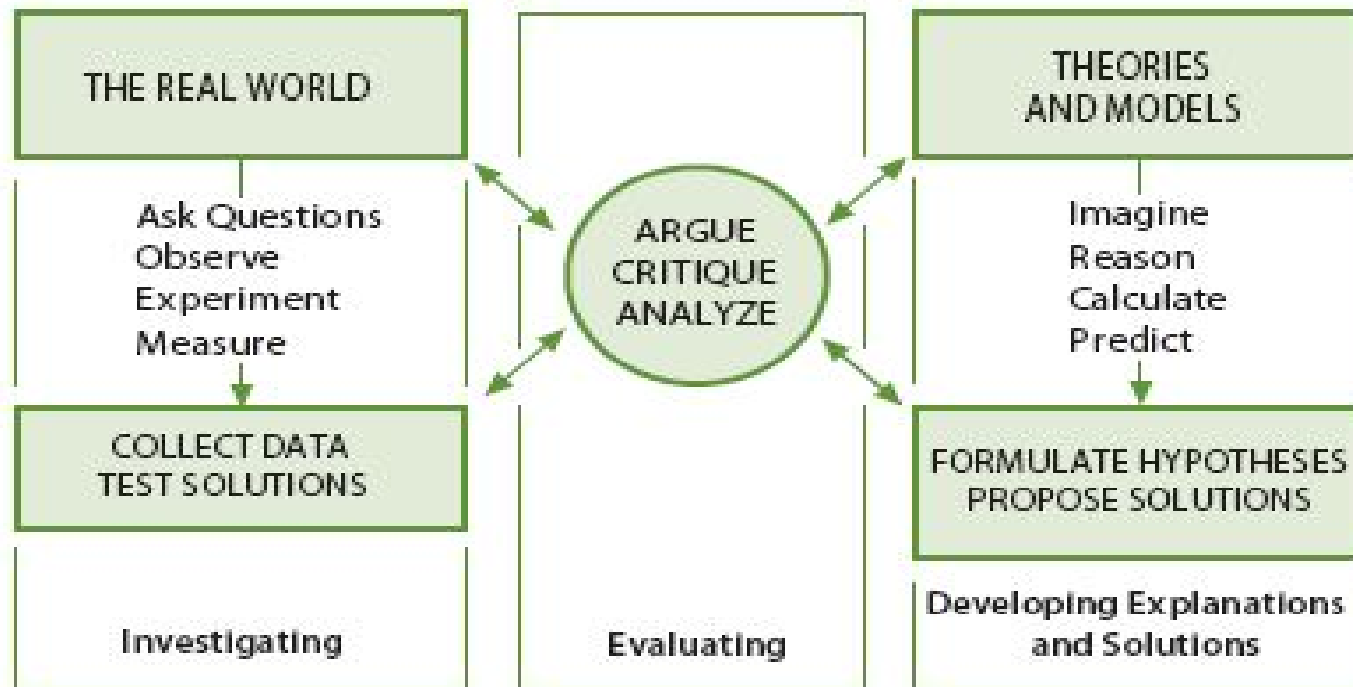 THE REAL WORLD
Ask Questions
Observe
Experiment
Measure
COLLECT DATA
TEST SOLUTIONS
Investigating
ARGUE
CRITIQUE
ANALYZE
Evaluating
THEORIES
AND MODELS
Imagine
Reason
Calculate
Predict
FORMULATE HYPOTHESES
PROPOSE SOLUTIONS
Developing Explanations
and Solutions